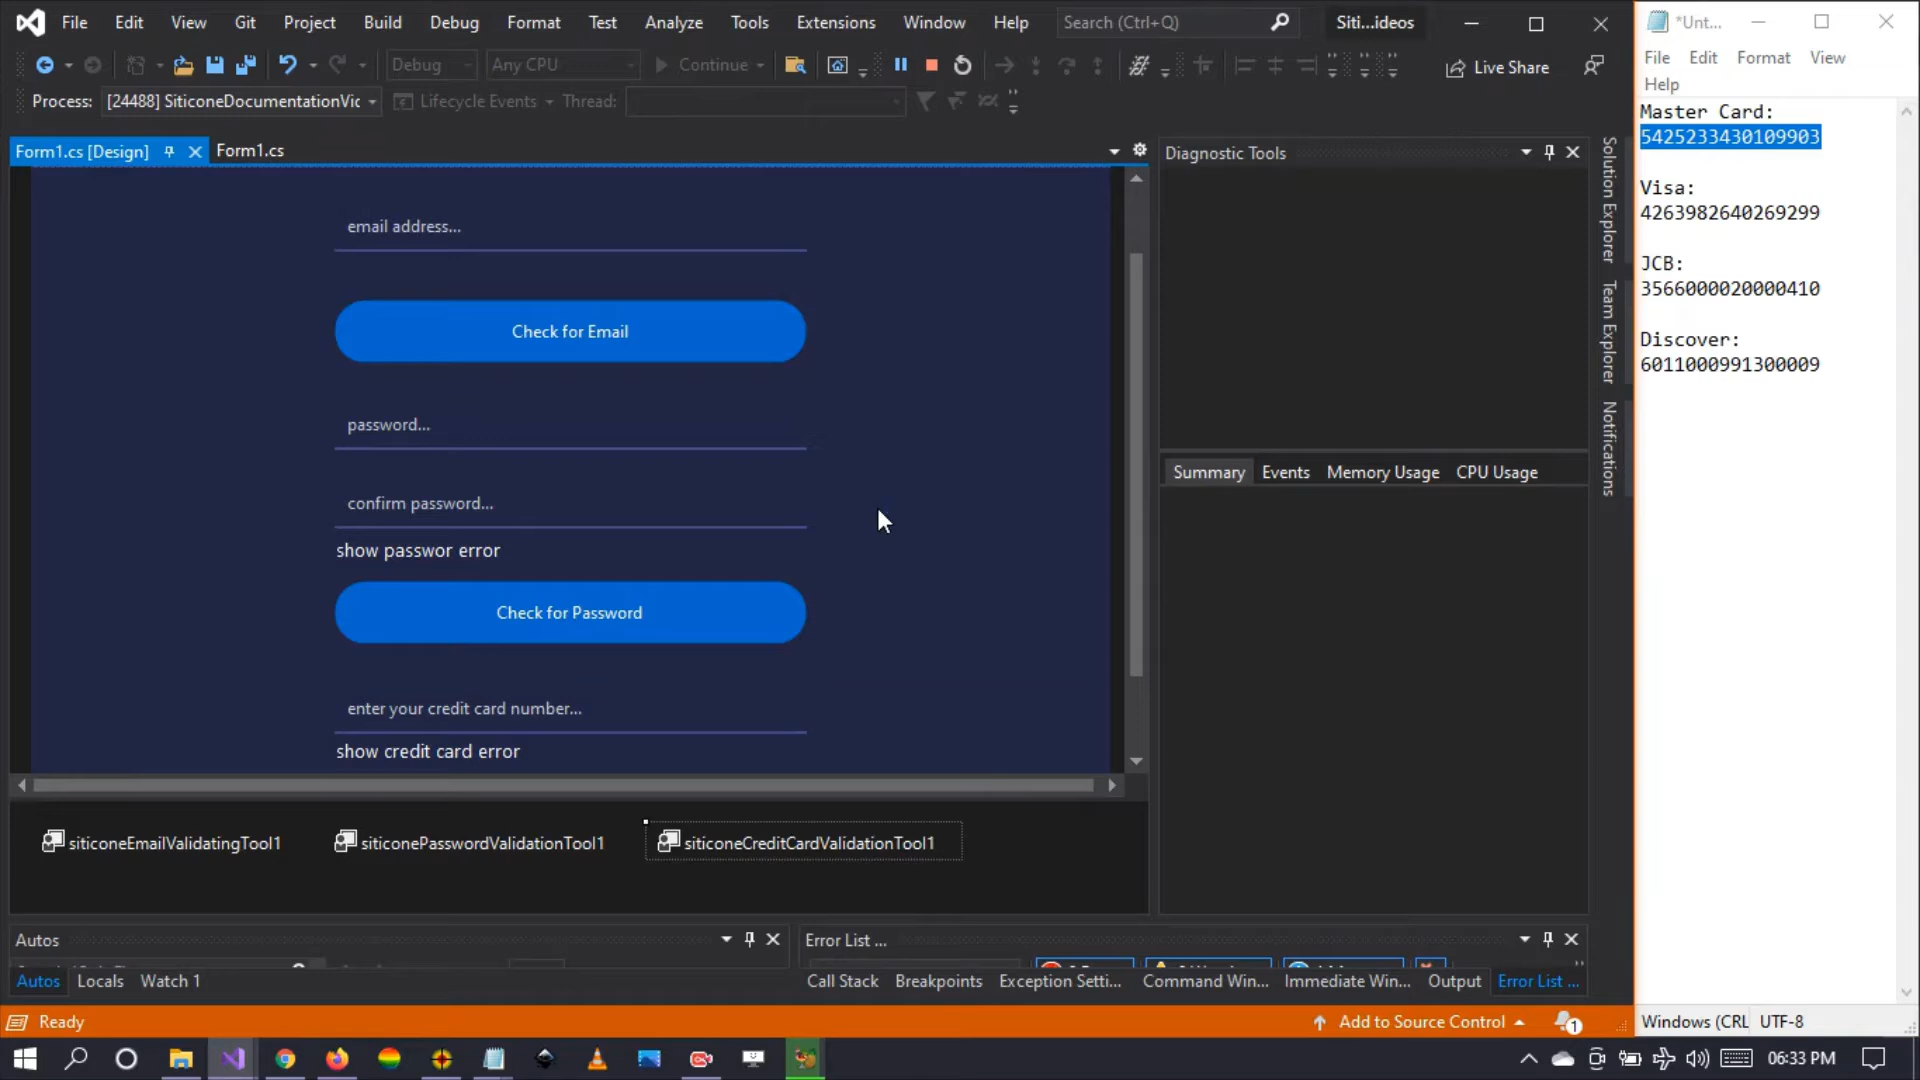 File Edit View Git Project Build Debug Format Test Analyze Tools Extensions Window Help Search (Ctrl+Q) Siti...ideos
Debug Any CPU Continue Live Share
Process: [24488] SiticoneDocumentationVic Lifecycle Events Thread:
Form1.cs [Design] Form1.cs
email address...
Check for Email
password...
confirm password...
show passwor error
Check for Password
enter your credit card number...
show credit card error
siticoneEmailValidatingTool1 siticonePasswordValidationTool1 siticoneCreditCardValidationTool1
Diagnostic Tools
Summary Events Memory Usage CPU Usage
Solution Explorer
Team Explorer
Notifications
Autos
Autos Locals Watch 1
Error List ...
Call Stack Breakpoints Exception Setti... Command Win... Immediate Win... Output Error List ...
Ready Add to Source Control 1
*Unt...
File Edit Format View
Help
Master Card:
5425233430109903
Visa:
4263982640269299
JCB:
3566000020000410
Discover:
6011000991300009
Windows (CRL UTF-8
06:33 PM